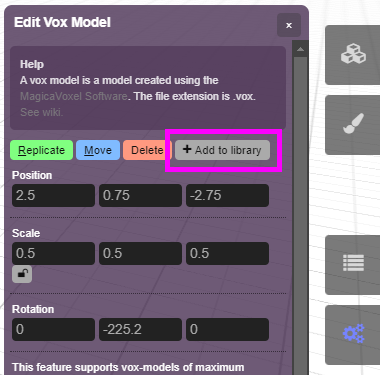 Edit Vox Model
×
Help
A vox model is a model created using the
MagicaVoxel Software. The file extension is .vox.
See wiki.
Replicate Move Delete + Add to library
Position
2.5 0.75 -2.75
Scale
0.5 0.5 0.5
Rotation
0 -225.2 0
This feature supports vox-models of maximum